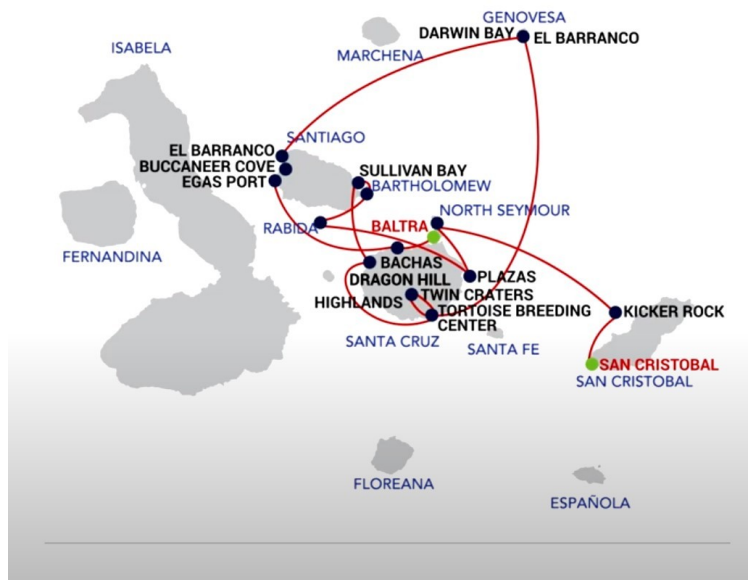 GENOVESA
DARWIN BAY
EL BARRANCO
ISABELA
MARCHENA
SANTIAGO
EL BARRANCO
BUCCANEER COVE
EGAS PORT
SULLIVAN BAY
BARTHOLOMEW
NORTH SEYMOUR
RABIDA
BALTRA
FERNANDINA
BACHAS
DRAGON HILL
PLAZAS
TWIN CRATERS
HIGHLANDS
TORTOISE BREEDING
CENTER
KICKER ROCK
SANTA CRUZ
SANTA FE
SAN CRISTOBAL
SAN CRISTOBAL
FLOREANA
ESPAÑOLA